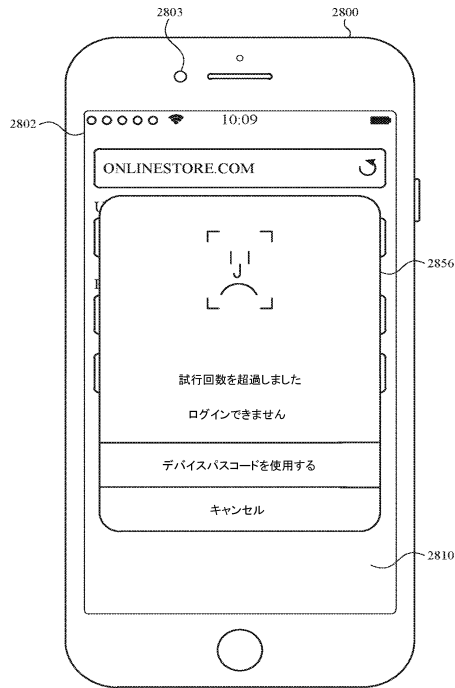 2803
2800
2802
10:09
ONLINESTORE.COM
U
2856
試行回数を超過しました
ログインできません
デバイスパスコードを使用する
キャンセル
2810